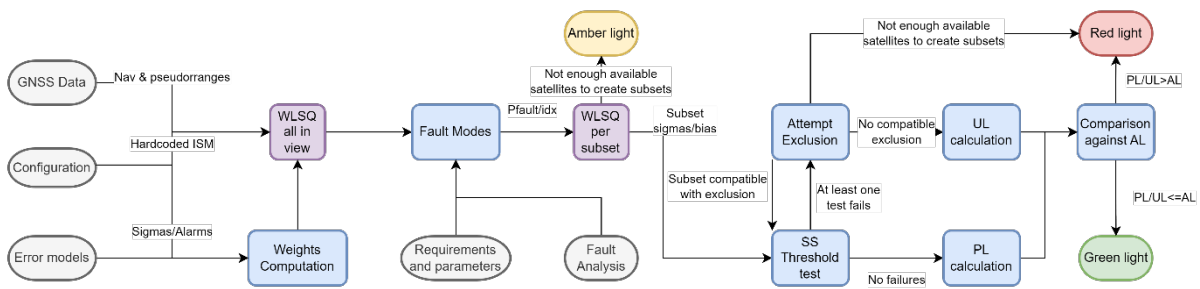 Amber light
Not enough available
satellites to create subsets
Red light
GNSS Data
Nav & pseudorranges
Not enough available
satellites to create subsets
PL/UL>AL
WLSQ
all in
view
Fault Modes
Pfault/idx
WLSQ
per
subset
Subset
sigmas/bias
Attempt
Exclusion
No compatible
exclusion
UL
calculation
Comparison
against AL
Hardcoded ISM
Configuration
Subset compatible
with exclusion
At least one
test fails
PL/UL<=AL
Sigmas/Alarms
Error models
Weights
Computation
Requirements
and parameters
Fault
Analysis
SS
Threshold
test
No failures
PL
calculation
Green light